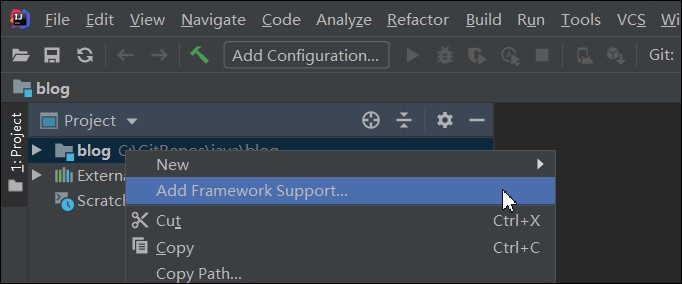 IJ File Edit View Navigate Code Analyze Refactor Build Run Tools VCS W
Add Configuration... Git:
blog
1: Project
Project
blog C:\GitRepos\java\blog
Externa
Scratch
New
Add Framework Support...
Cut Ctrl+X
Copy Ctrl+C
Copy Path...